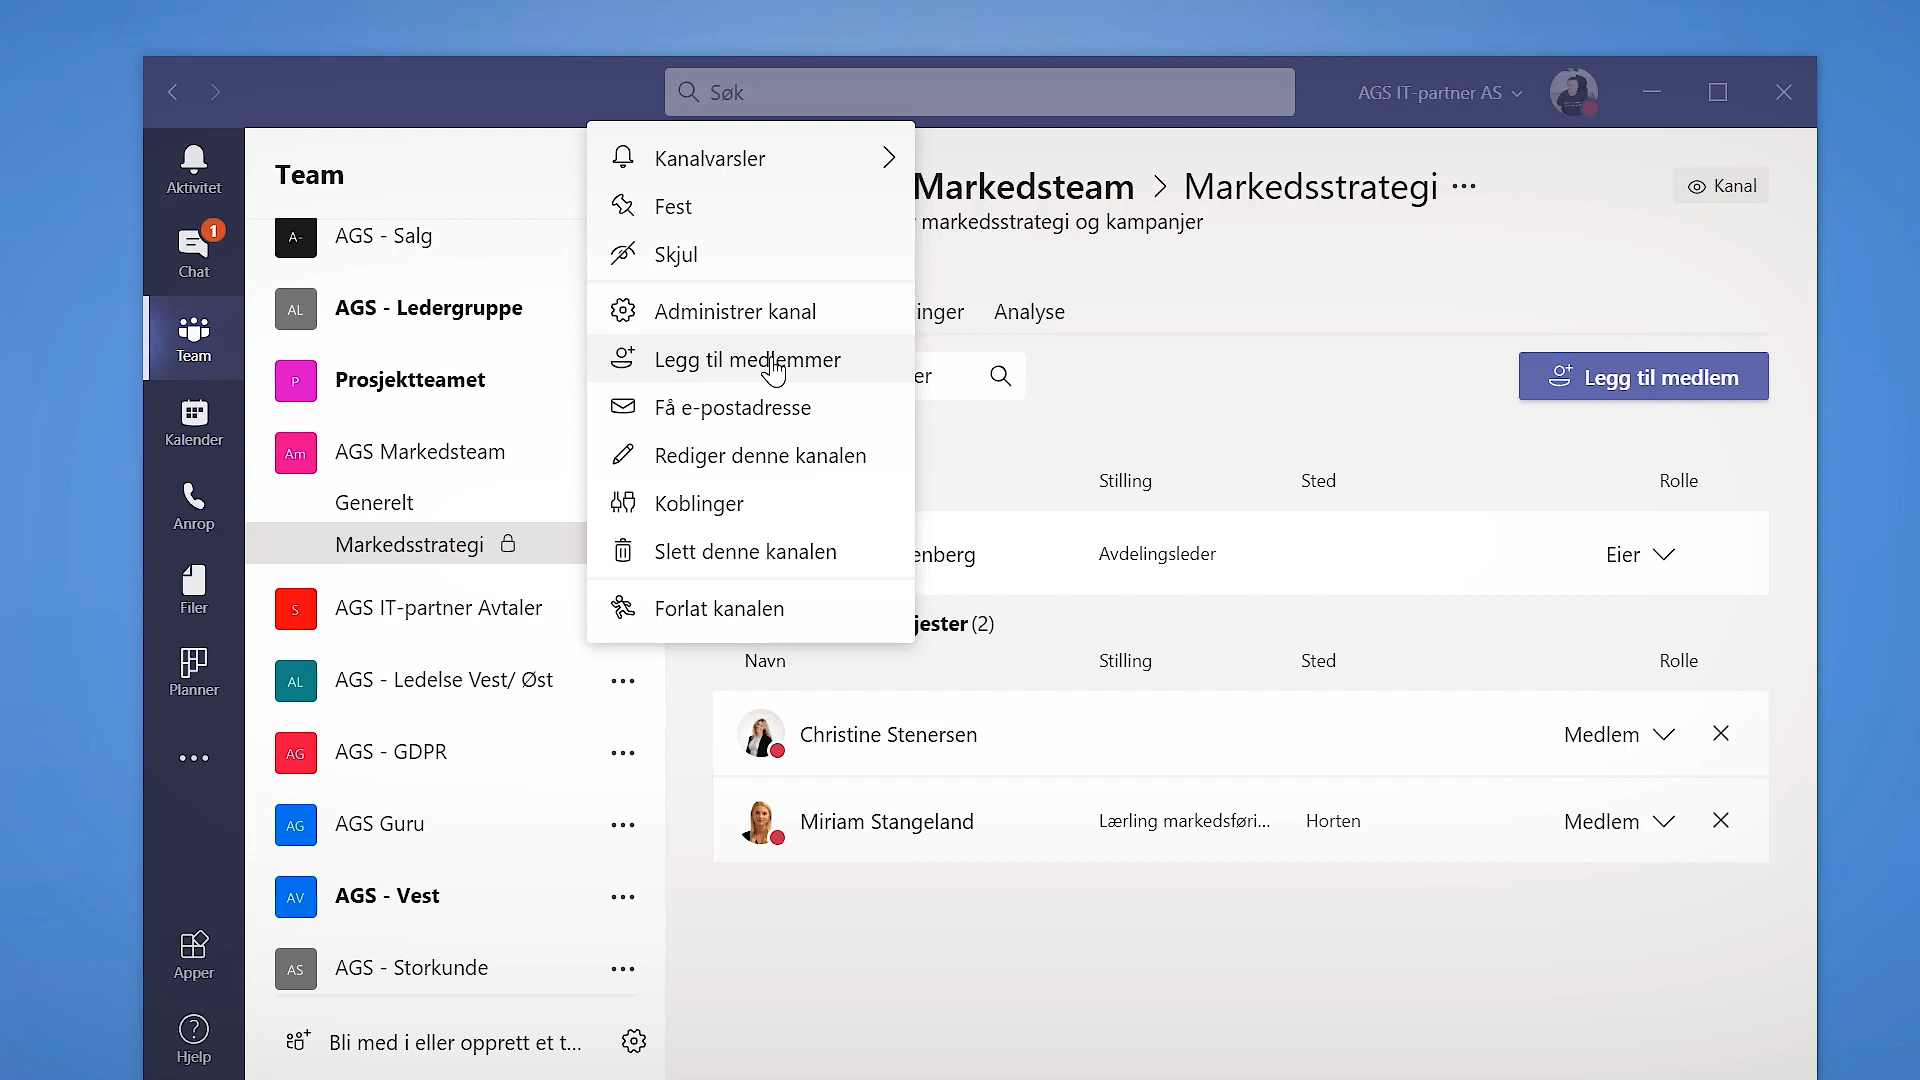 Søk
AGS IT-partner AS
Aktivitet
1
Chat
Team
Kalender
Anrop
Filer
Planner
Apper
Hjelp
Team
A- AGS - Salg
AL AGS - Ledergruppe
P Prosjektteamet
Am AGS Markedsteam
Generelt
Markedsstrategi
S AGS IT-partner Avtaler
AL AGS - Ledelse Vest/ Øst
AG AGS - GDPR
AG AGS Guru
AV AGS - Vest
AS AGS - Storkunde
Bli med i eller opprett et t...
Kanalvarsler
Fest
Skjul
Administrer kanal
Legg til medlemmer
Få e-postadresse
Rediger denne kanalen
Koblinger
Slett denne kanalen
Forlat kanalen
Markedsteam > Markedsstrategi ...
markedsstrategi og kampanjer
Kanal
inger Analyse
er
Legg til medlem
Stilling Sted Rolle
enberg Avdelingsleder Eier
jester (2)
Navn Stilling Sted Rolle
Christine Stenersen Medlem
Miriam Stangeland Lærling markedsføri... Horten Medlem